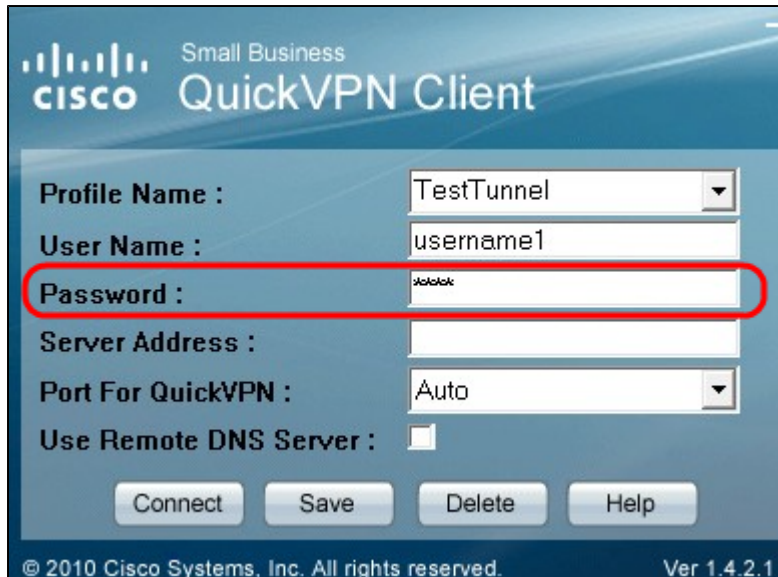 Small Business
CISCO QuickVPN Client
Profile Name : TestTunnel
User Name : username1
Password : ****
Server Address :
Port For QuickVPN : Auto
Use Remote DNS Server :
Connect Save Delete Help
© 2010 Cisco Systems, Inc. All rights reserved. Ver 1.4.2.1